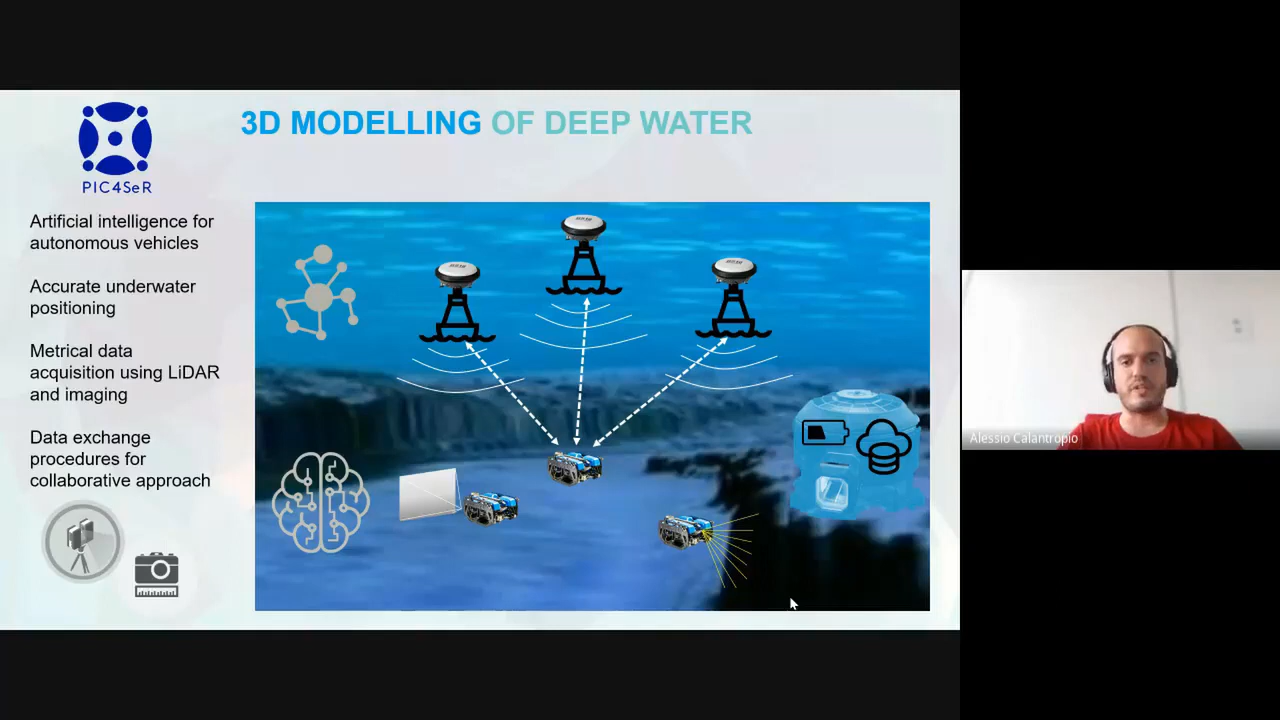 3D MODELLING OF DEEP WATER
PIC4SeR
Artificial intelligence for
autonomous vehicles
Accurate underwater
positioning
Metrical data
acquisition using LiDAR
and imaging
Data exchange
procedures for
collaborative approach
Alessio Calantropio